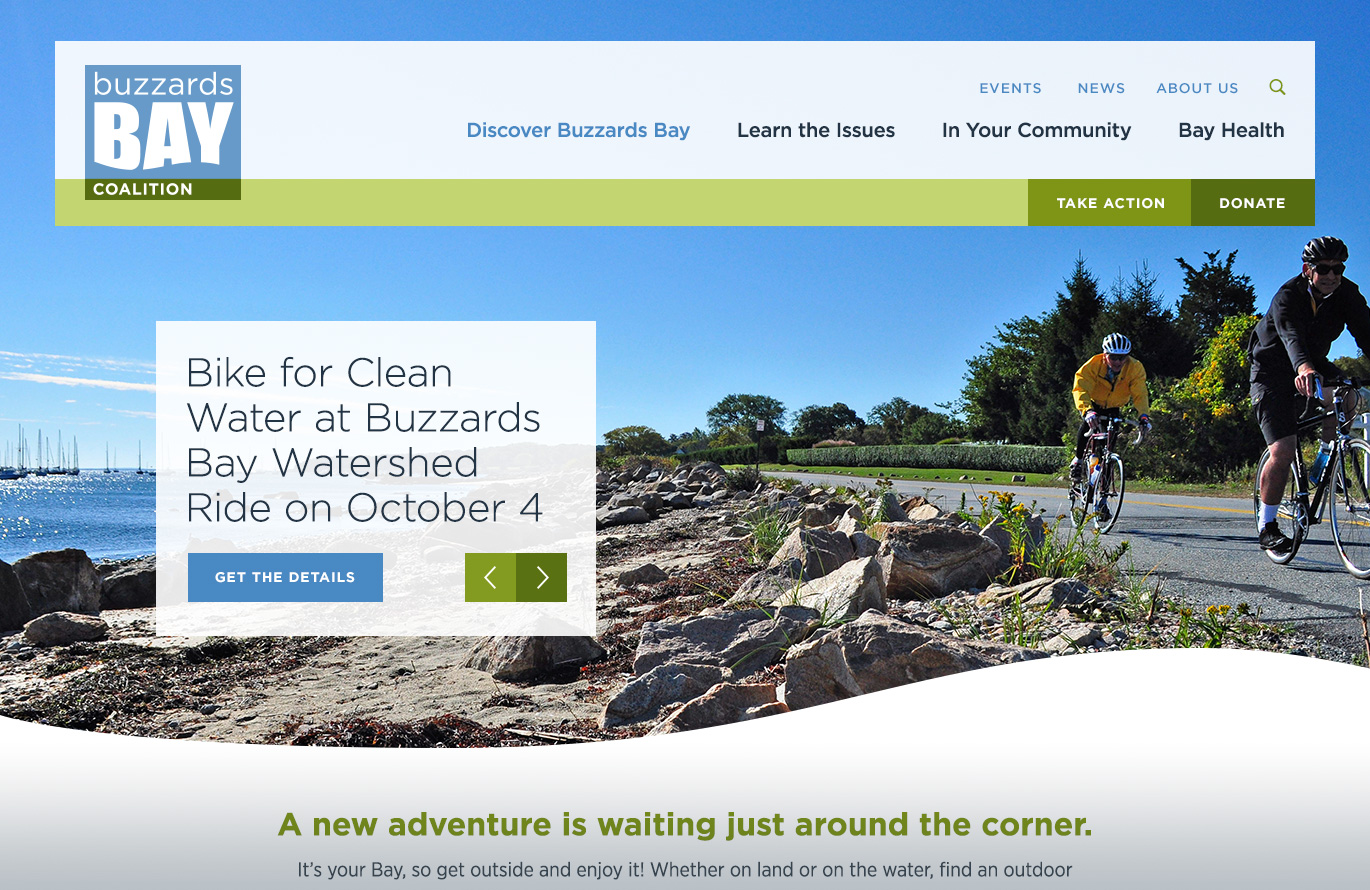 buzzards
BAY
COALITION
EVENTS NEWS ABOUT US
Discover Buzzards Bay Learn the Issues In Your Community Bay Health
TAKE ACTION DONATE
Bike for Clean
Water at Buzzards
Bay Watershed
Ride on October 4
GET THE DETAILS
A new adventure is waiting just around the corner.
It’s your Bay, so get outside and enjoy it! Whether on land or on the water, find an outdoor